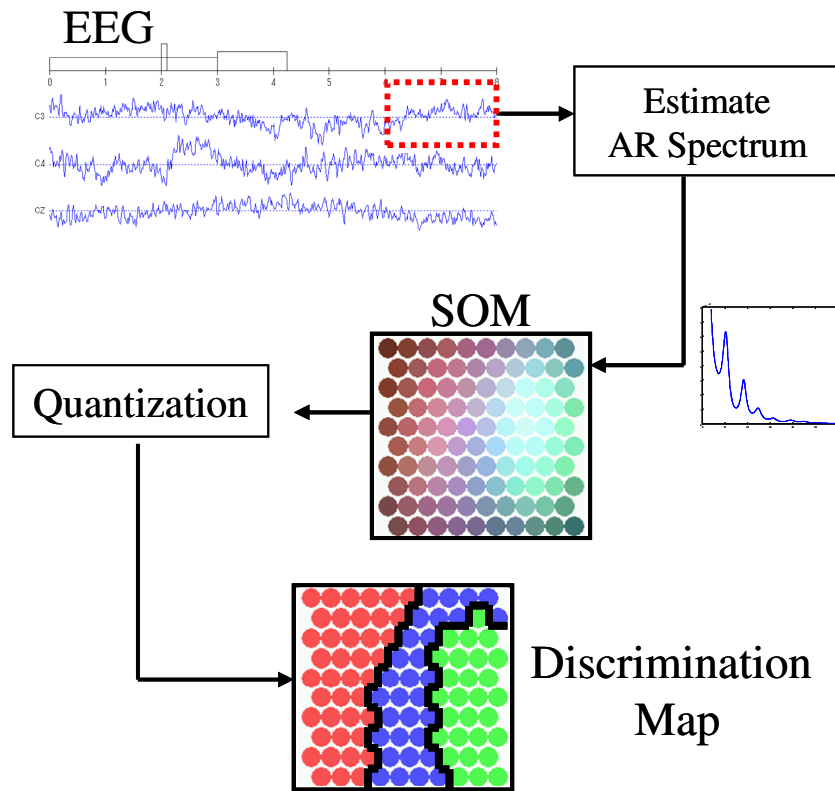 EEG
0 1 2 3 4 5 6 7 8
C3
C4
CZ
Estimate
AR Spectrum
SOM
Quantization
Discrimination
Map